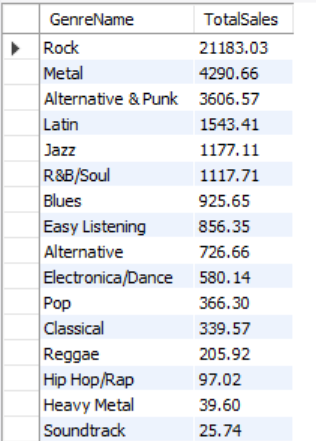 GenreName TotalSales
Rock 21183.03
Metal 4290.66
Alternative & Punk 3606.57
Latin 1543.41
Jazz 1177.11
R&B/Soul 1117.71
Blues 925.65
Easy Listening 856.35
Alternative 726.66
Electronica/Dance 580.14
Pop 366.30
Classical 339.57
Reggae 205.92
Hip Hop/Rap 97.02
Heavy Metal 39.60
Soundtrack 25.74